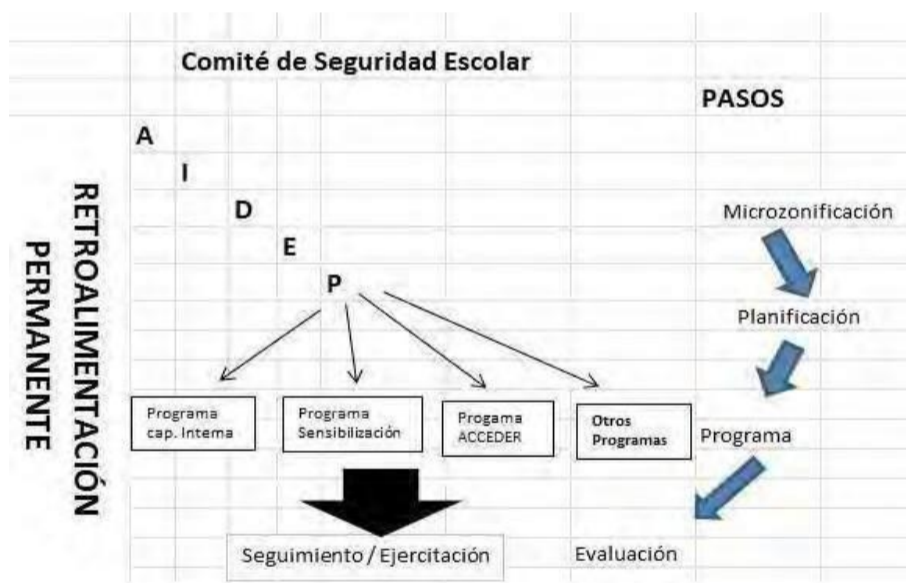 Comité de Seguridad Escolar
PASOS
A
I
D
E
P
RETROALIMENTACIÓN
PERMANENTE
Microzonificación
Planificación
Programa
cap. Interna
Programa
Sensibilización
Progama
ACCEDER
Otros
Programas
Programa
Seguimiento / Ejercitación
Evaluación